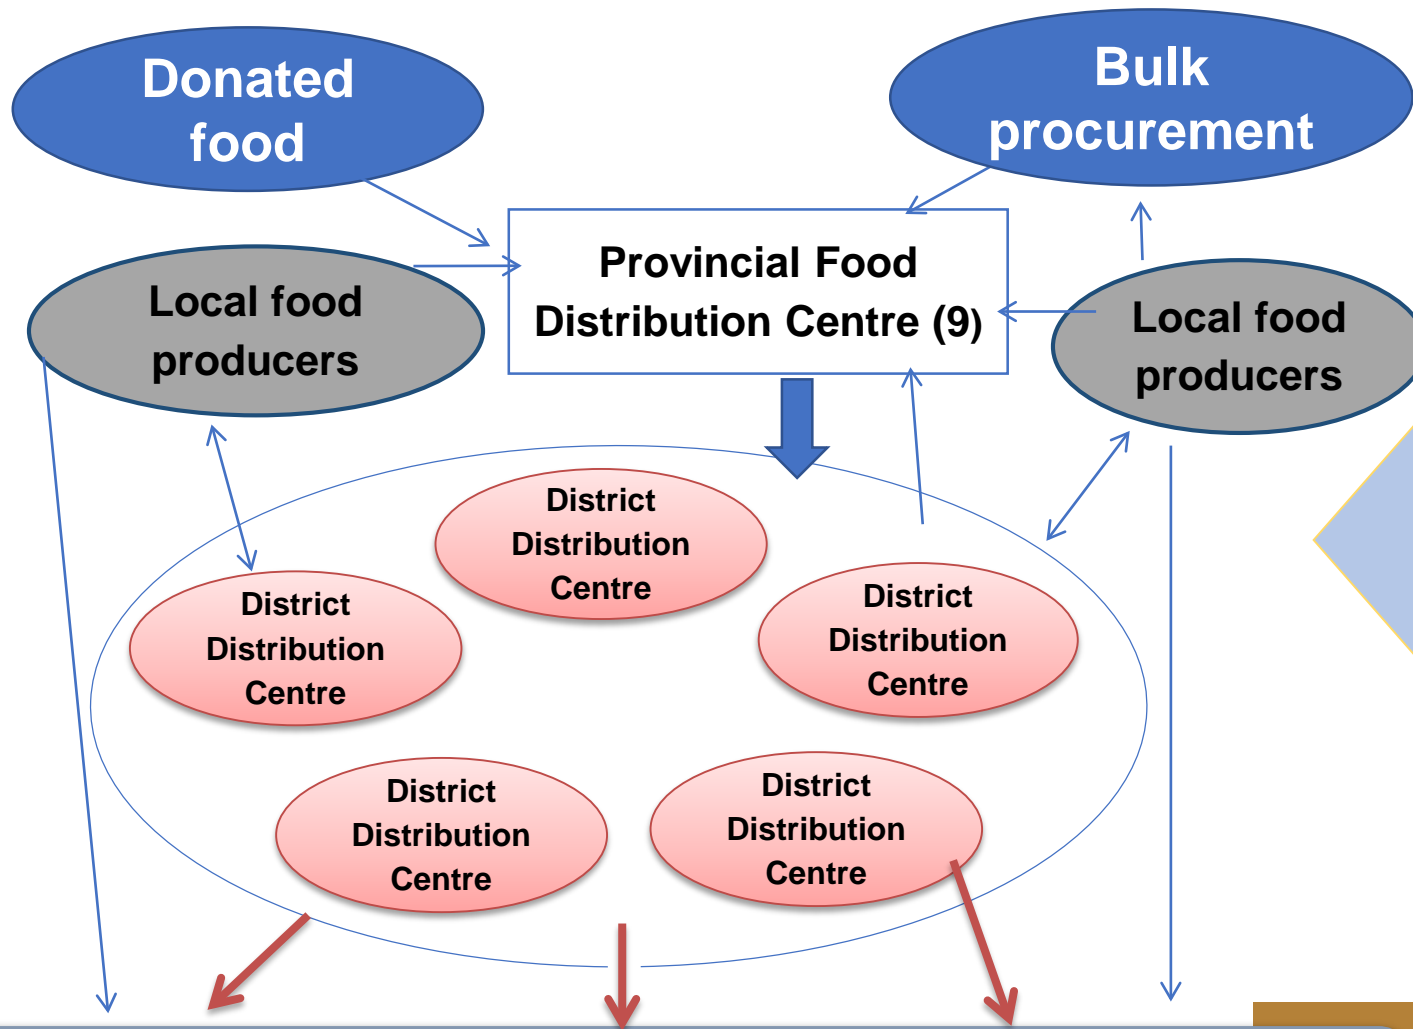 Donated
food
Bulk
procurement
Provincial Food
Distribution Centre (9)
Local food
producers
Local food
producers
District
Distribution
Centre
District
Distribution
Centre
District
Distribution
Centre
District
Distribution
Centre
District
Distribution
Centre